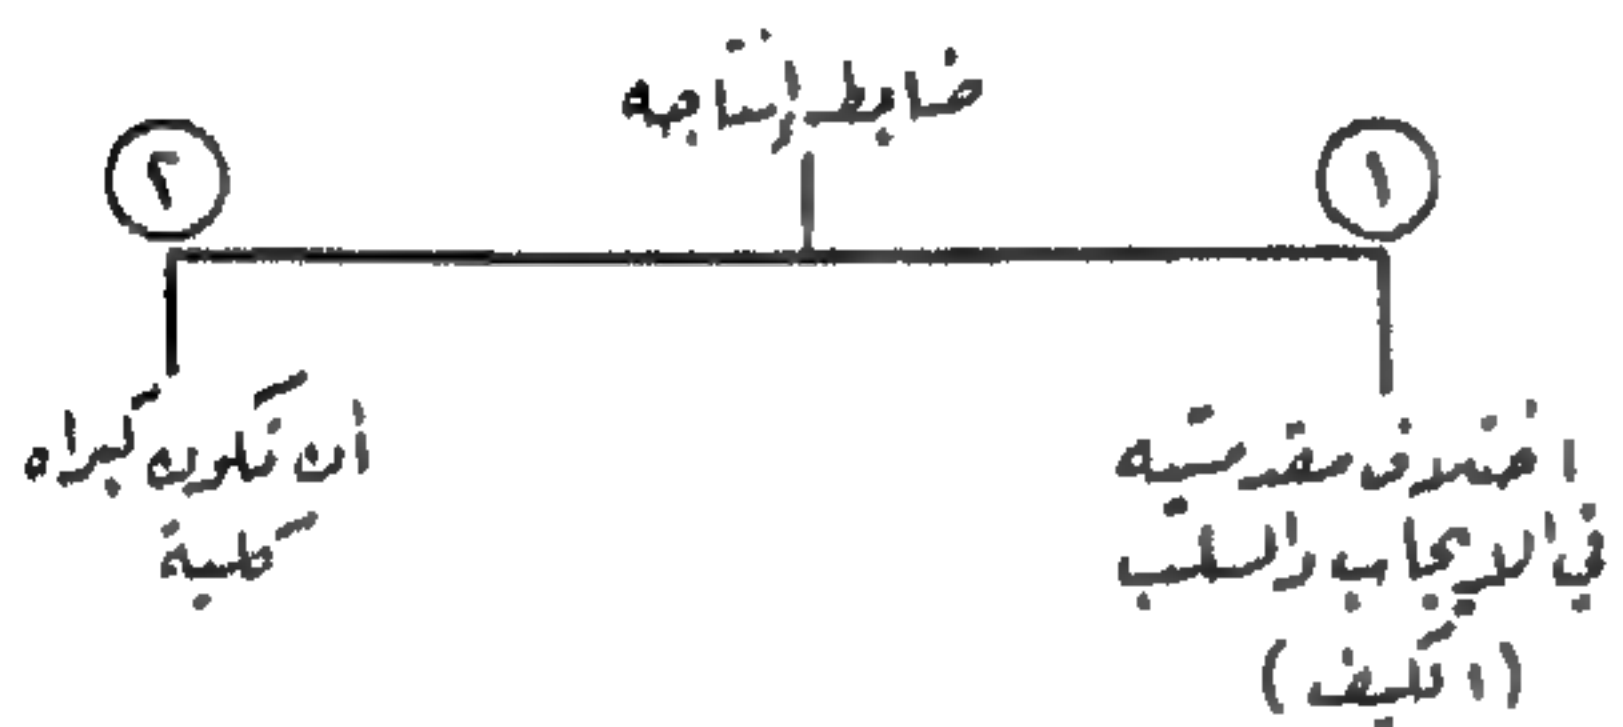 ضابط إنتاجه
١
اختلاف مقدمتيه
في الإيجاب والسلب
(الكيف)
٢
أن تكون كبراه
كلية